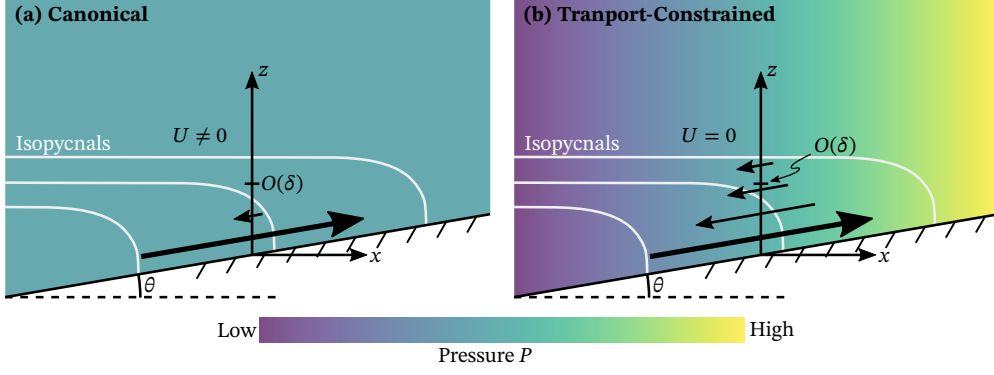 (a) Canonical
(b) Tranport-Constrained
z
z
U ≠ 0
U = 0
O(δ)
Isopycnals
Isopycnals
O(δ)
x
x
θ
θ
Low
High
Pressure P